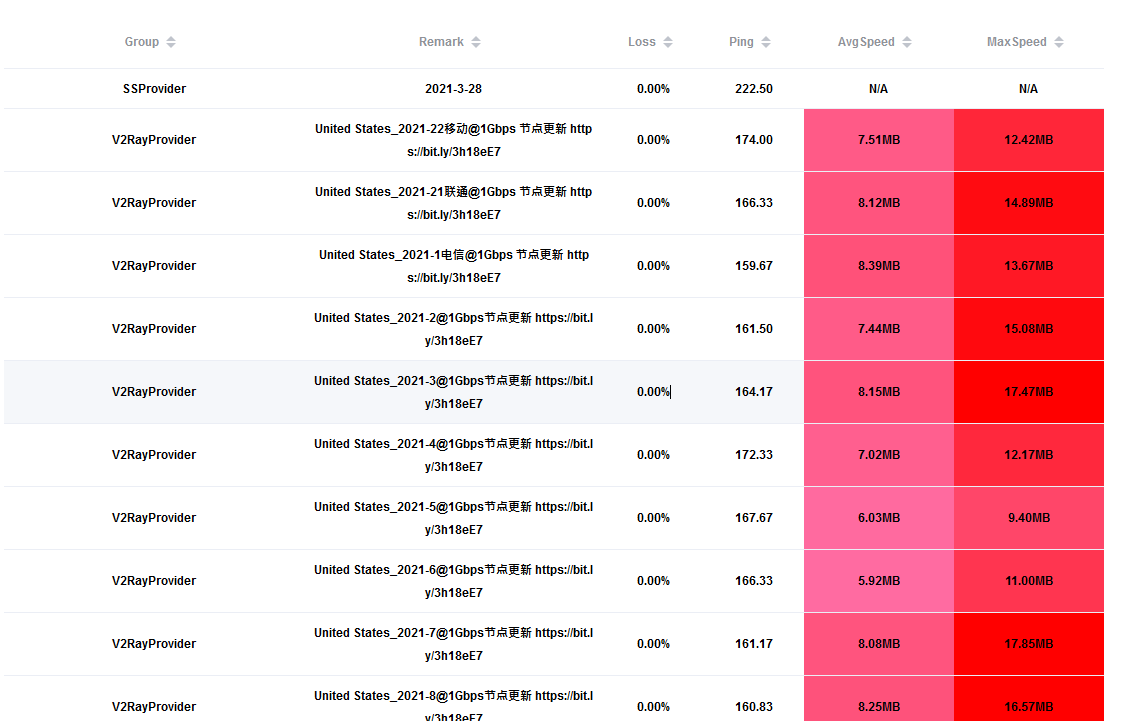 Group Remark Loss Ping AvgSpeed MaxSpeed
SSProvider 2021-3-28 0.00% 222.50 N/A N/A
United States_2021-22移动@1Gbps 节点更新 http
V2RayProvider 0.00% 174.00 7.51MB 12.42MB
s://bit.ly/3h18eE7
United States_2021-21联通@1Gbps 节点更新 http
V2RayProvider 0.00% 166.33 8.12MB 14.89MB
s://bit.ly/3h18eE7
United States_2021-1电信@1Gbps 节点更新 http
V2RayProvider 0.00% 159.67 8.39MB 13.67MB
s://bit.ly/3h18eE7
United States_2021-2@1Gbps节点更新 https://bit.l
V2RayProvider 0.00% 161.50 7.44MB 15.08MB
y/3h18eE7
United States_2021-3@1Gbps节点更新 https://bit.l
V2RayProvider 0.00% 164.17 8.15MB 17.47MB
y/3h18eE7
United States_2021-4@1Gbps节点更新 https://bit.l
V2RayProvider 0.00% 172.33 7.02MB 12.17MB
y/3h18eE7
United States_2021-5@1Gbps节点更新 https://bit.l
V2RayProvider 0.00% 167.67 6.03MB 9.40MB
y/3h18eE7
United States_2021-6@1Gbps节点更新 https://bit.l
V2RayProvider 0.00% 166.33 5.92MB 11.00MB
y/3h18eE7
United States_2021-7@1Gbps节点更新 https://bit.l
V2RayProvider 0.00% 161.17 8.08MB 17.85MB
y/3h18eE7
United States_2021-8@1Gbps节点更新 https://bit.l
V2RayProvider 0.00% 160.83 8.25MB 16.57MB
y/3h18eE7